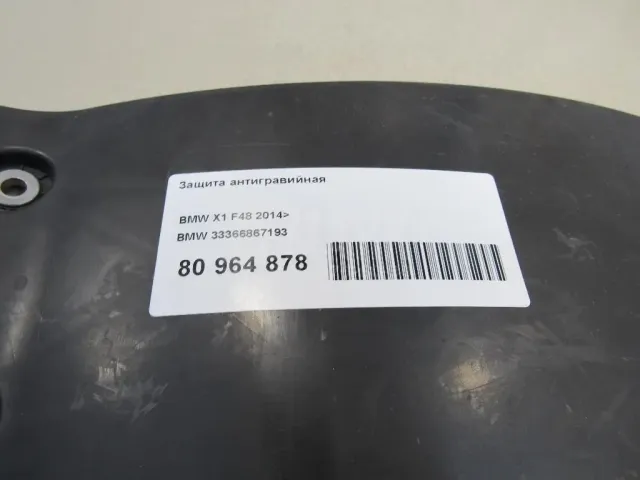 Защита антигравийная
BMW X1 F48 2014>
BMW 33366867193
80 964 878